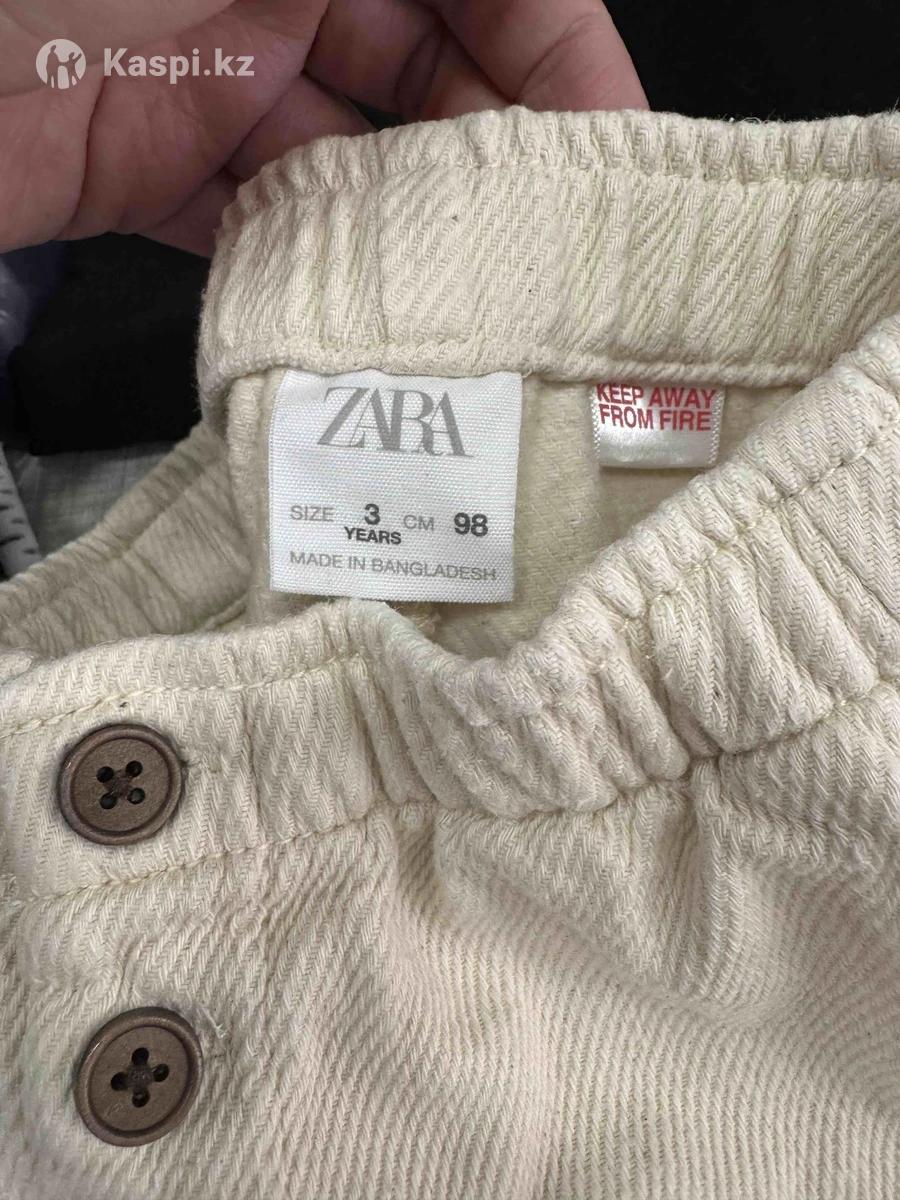 Kaspi.kz
ZARA
KEEP AWAY
FROM FIRE
SIZE 3 CM 98
YEARS
MADE IN BANGLADESH